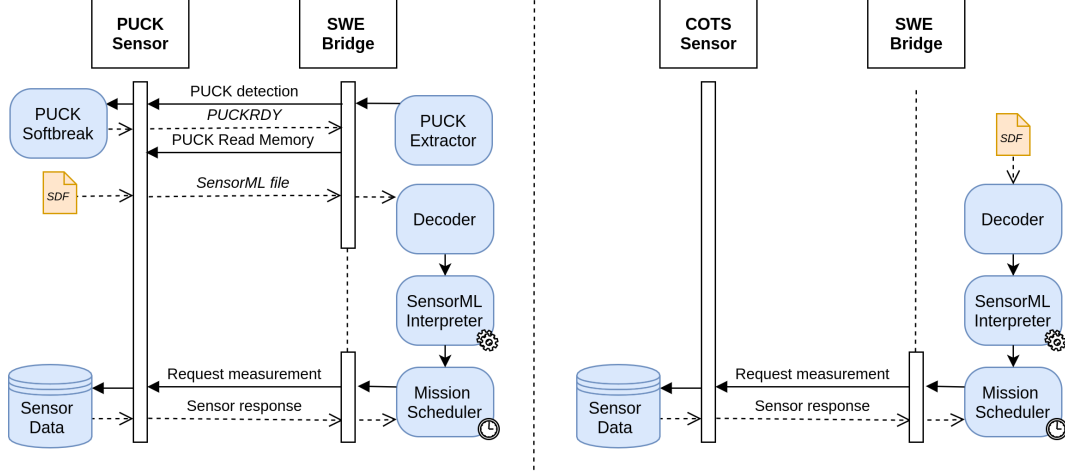 PUCK
Sensor
SWE
Bridge
PUCK detection
PUCKRDY
PUCK Read Memory
PUCK
Softbreak
PUCK
Extractor
SDF
SensorML file
Decoder
SensorML
Interpreter
Request measurement
Sensor response
Sensor
Data
Mission
Scheduler
COTS
Sensor
SWE
Bridge
SDF
Decoder
SensorML
Interpreter
Request measurement
Sensor response
Sensor
Data
Mission
Scheduler